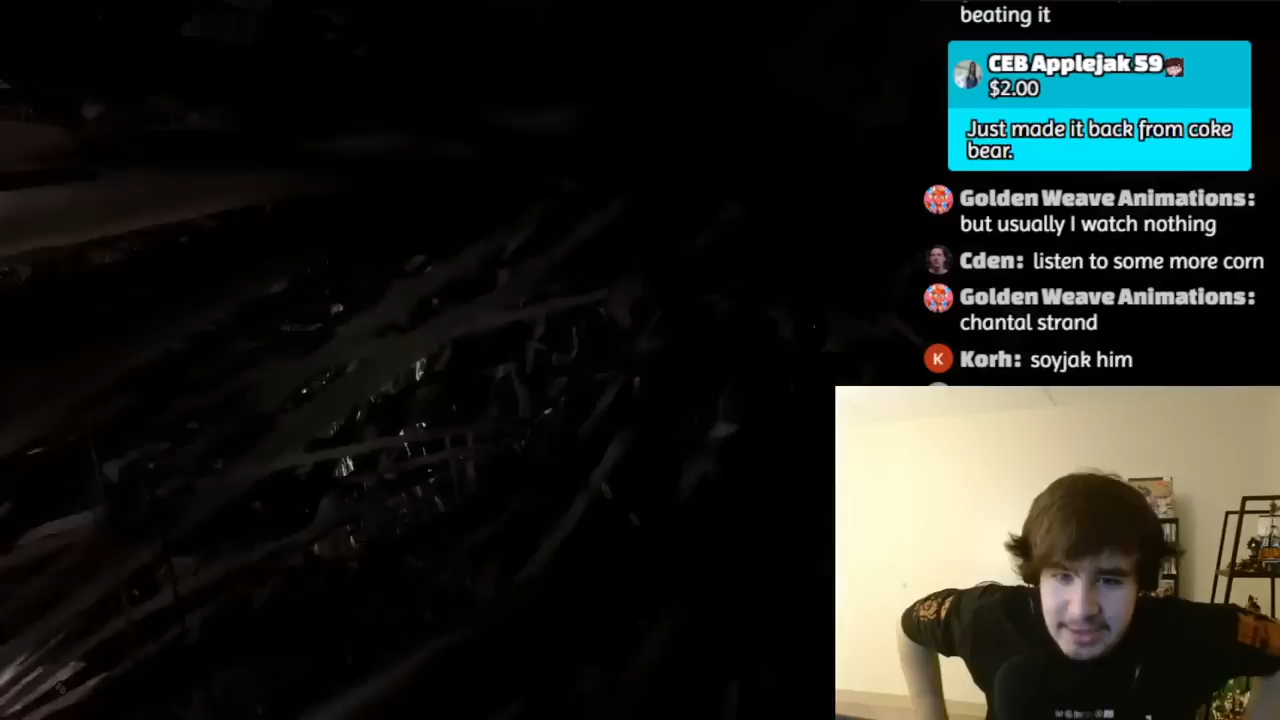 beating it
CEB Applejak 59
$2.00
Just made it back from coke
bear.
Golden Weave Animations:
but usually I watch nothing
Cden: listen to some more corn
Golden Weave Animations:
chantal strand
K Korh: soyjak him